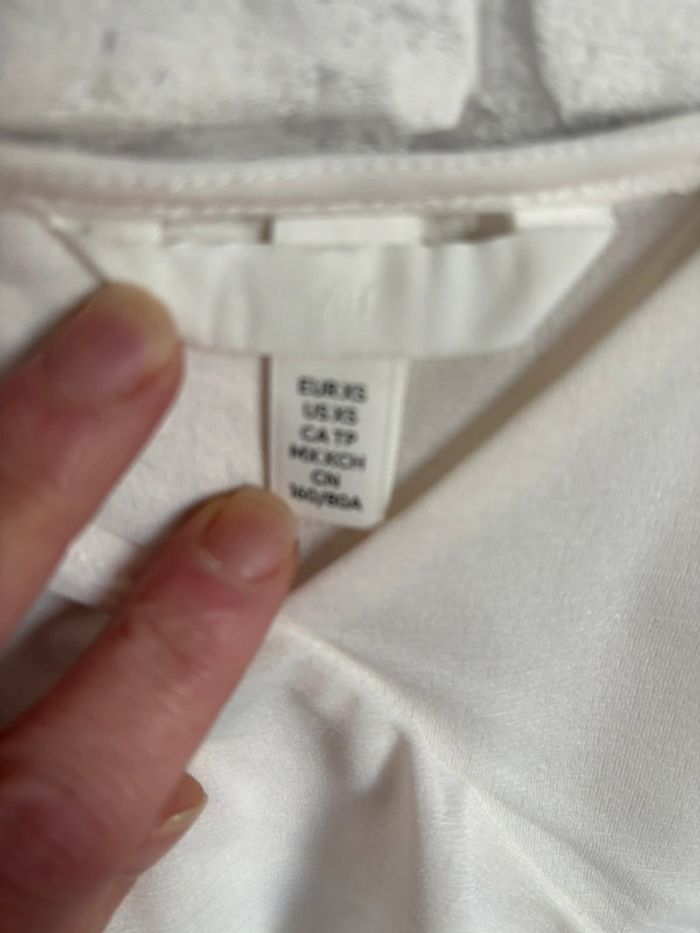 EUR XS
US XS
CA TP
MX XCH
CN
160/80A